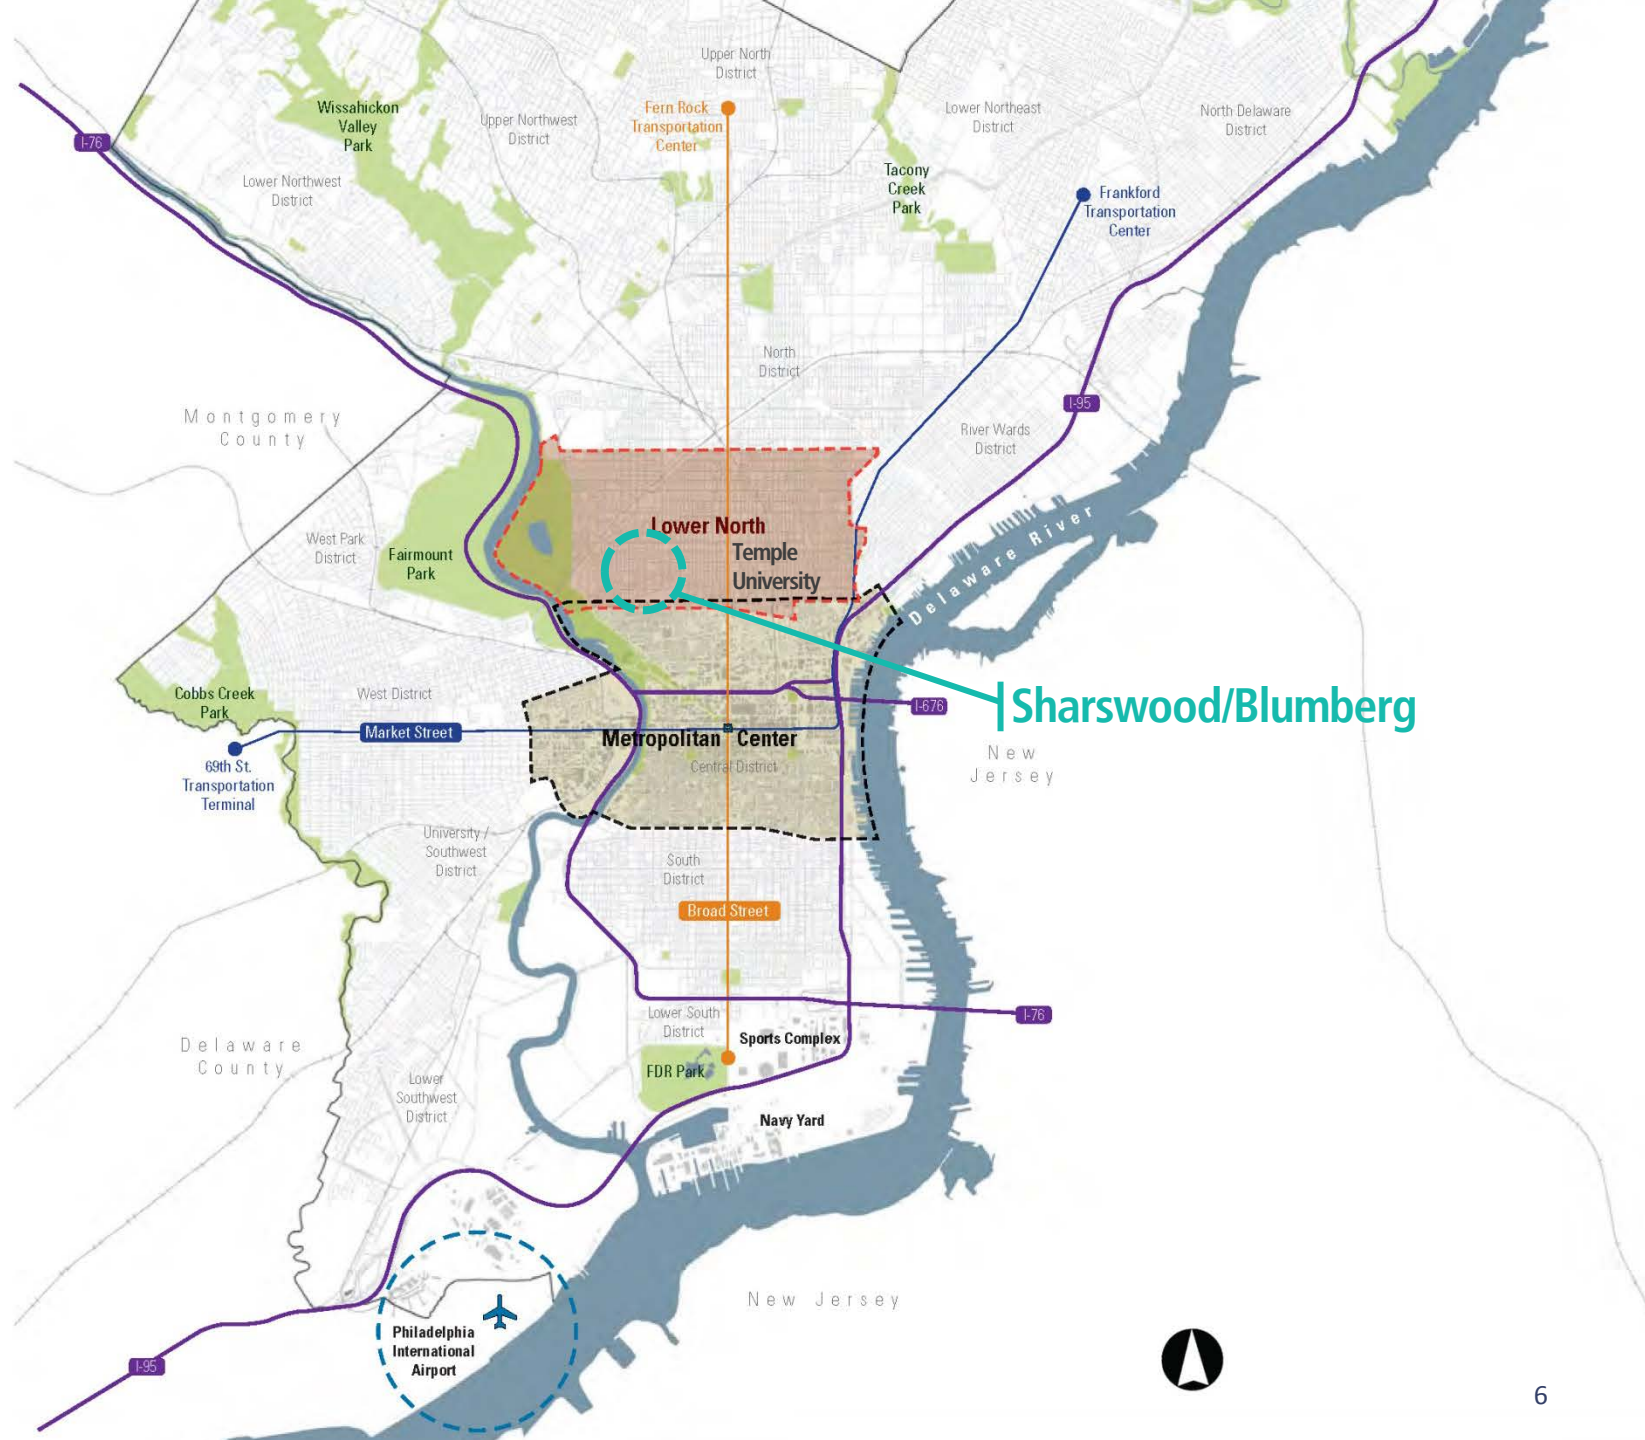 Upper North
District
Fern Rock
Transportation
Center
Wissahickon
Valley
Park
Upper Northwest
District
Lower Northeast
District
North Delaware
District
I-76
Lower Northwest
District
Tacony
Creek
Park
Frankford
Transportation
Center
North
District
Montgomery
County
I-95
River Wards
District
Lower North
West Park
District
Fairmount
Park
Temple
University
Delaware River
Cobbs Creek
Park
West District
I-676
Sharswood/Blumberg
Market Street
Metropolitan Center
Central District
New
Jersey
69th St.
Transportation
Terminal
University /
Southwest
District
South
District
Broad Street
Lower South
District
I-76
Sports Complex
Delaware
County
FDR Park
Lower
Southwest
District
Navy Yard
New Jersey
Philadelphia
International
Airport
I-95
6